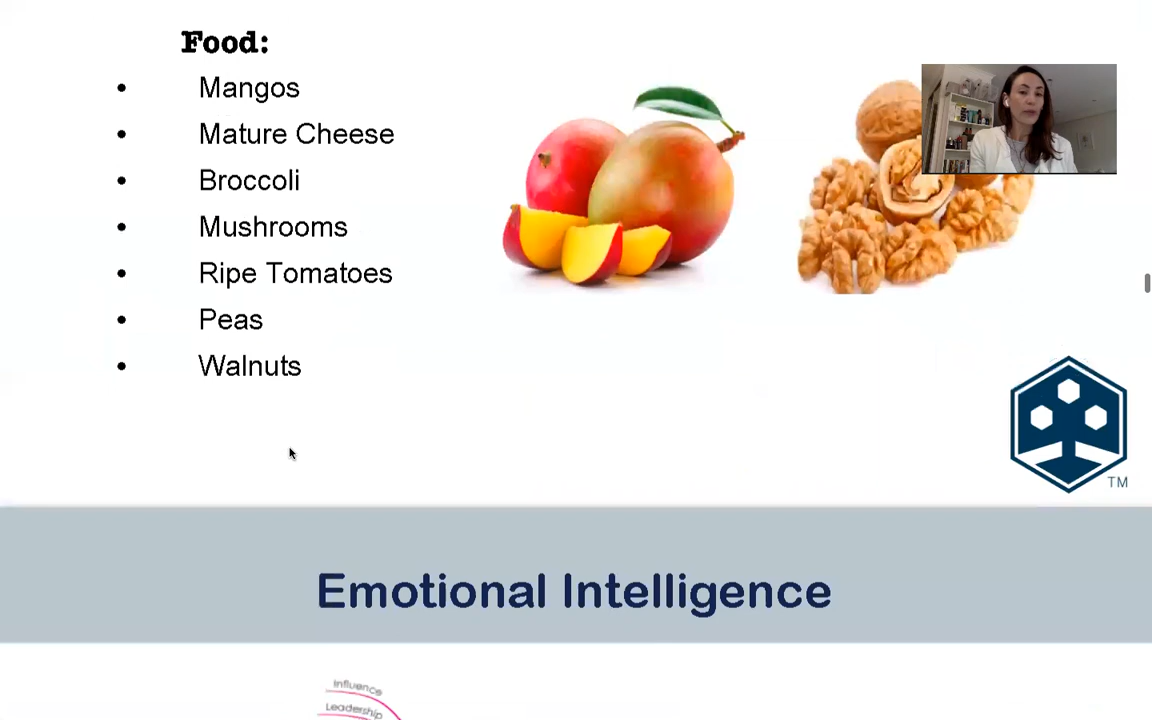 Food:
• Mangos
• Mature Cheese
• Broccoli
• Mushrooms
• Ripe Tomatoes
• Peas
• Walnuts
TM
Emotional Intelligence
Influence
Leadership